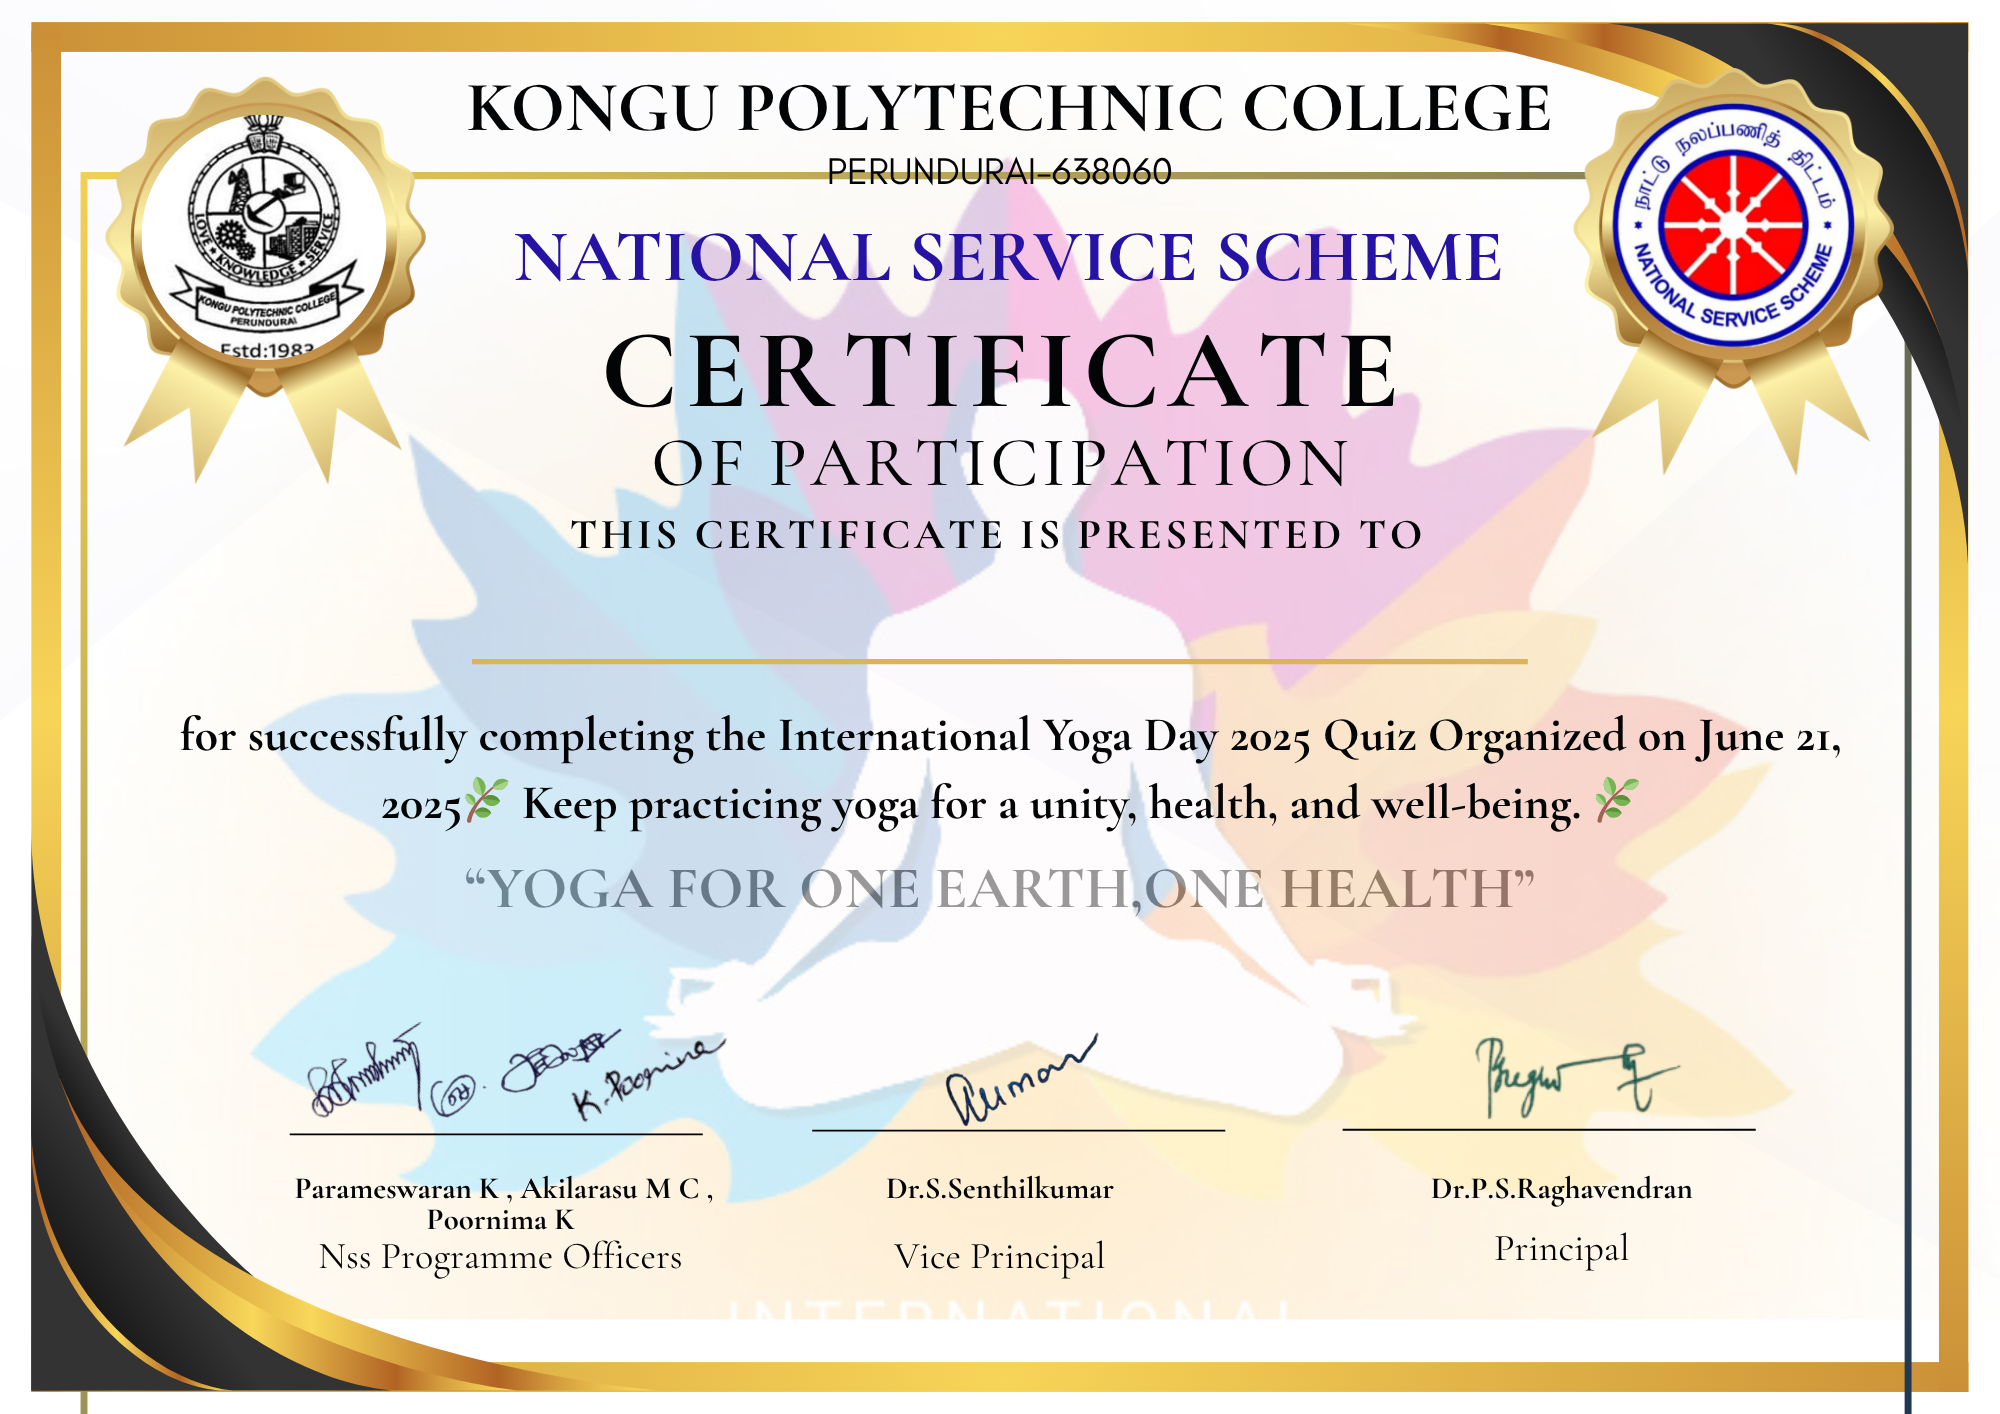 KONGU POLYTECHNIC COLLEGE
PERUNDURAI-638060
NATIONAL SERVICE SCHEME
CERTIFICATE
OF PARTICIPATION
THIS CERTIFICATE IS PRESENTED TO
LOVE ★ KNOWLEDGE ★ SERVICE
KONGU POLYTECHNIC COLLEGE
PERUNDURAI
Estd:1983
நாட்டு நலப்பணித் திட்டம்
NATIONAL SERVICE SCHEME
for successfully completing the International Yoga Day 2025 Quiz Organized on June 21,
2025🌿 Keep practicing yoga for a unity, health, and well-being. 🌿
“YOGA FOR ONE EARTH,ONE HEALTH”
K. Poornima
Parameswaran K , Akilarasu M C ,
Poornima K
Nss Programme Officers
Dr.S.Senthilkumar
Vice Principal
Dr.P.S.Raghavendran
Principal
INTERNATIONAL